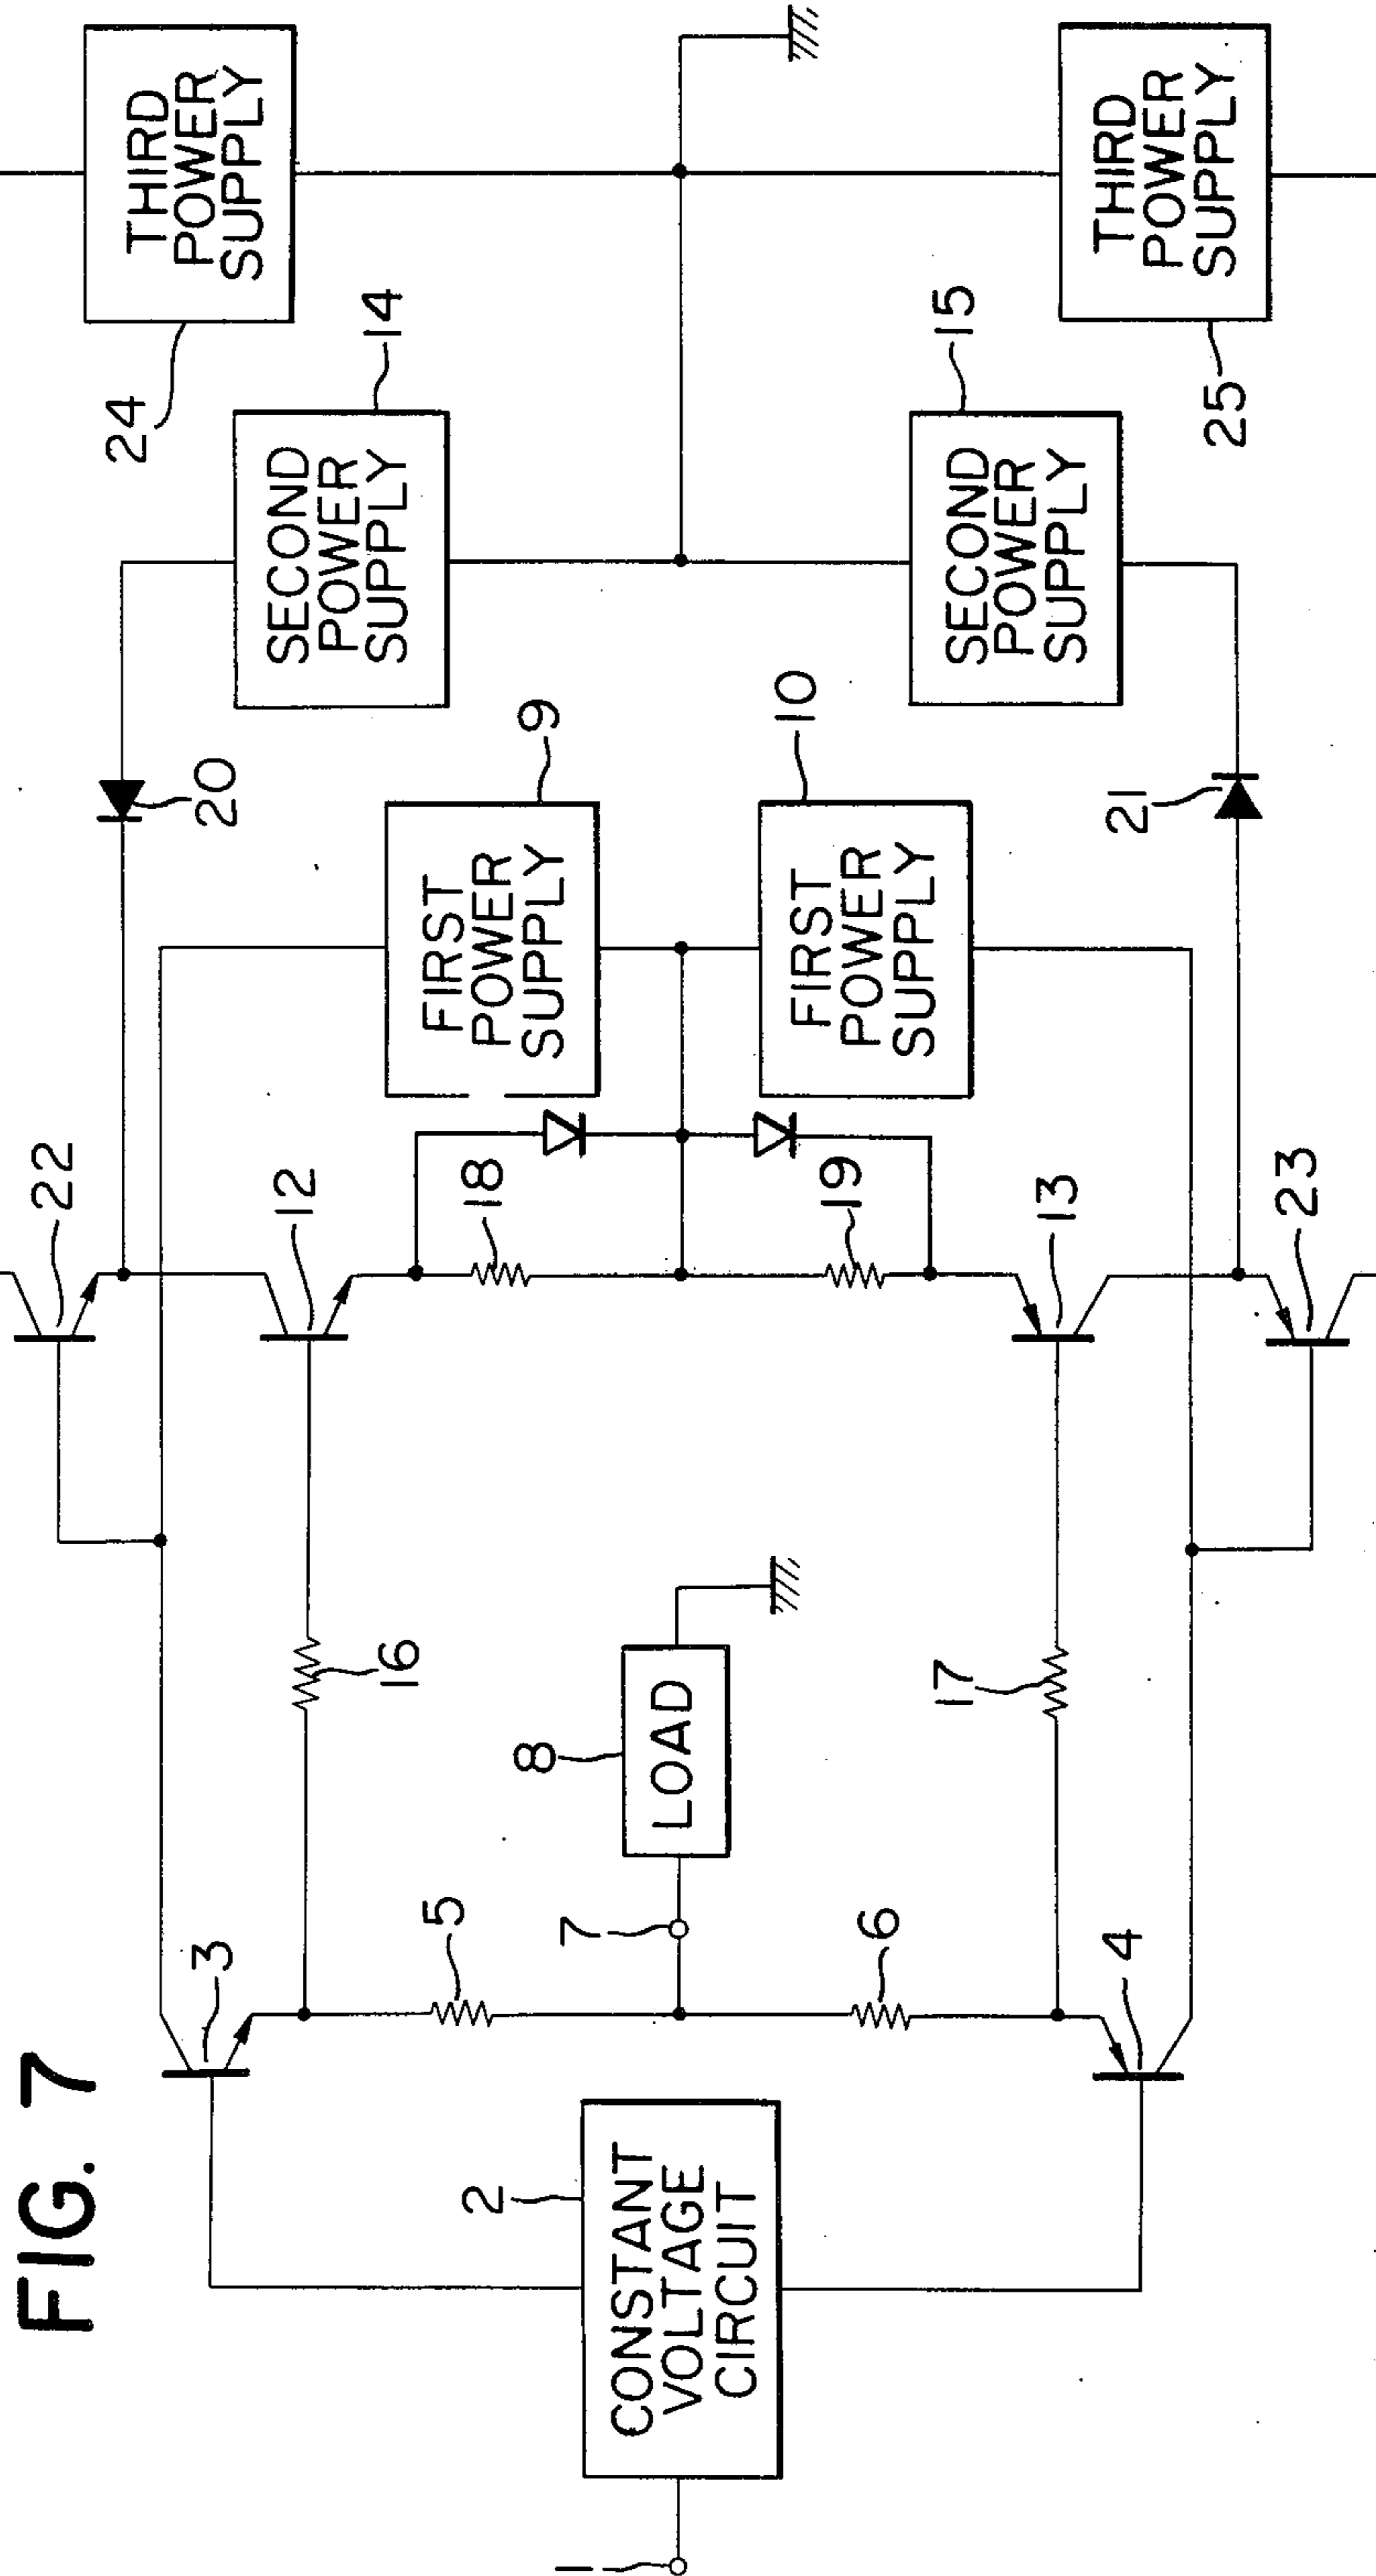 FIG. 7
1
2
CONSTANT
VOLTAGE
CIRCUIT
3
4
5
6
7
8
LOAD
16
17
22
12
18
19
13
23
9
FIRST
POWER
SUPPLY
10
FIRST
POWER
SUPPLY
20
21
14
SECOND
POWER
SUPPLY
15
SECOND
POWER
SUPPLY
24
THIRD
POWER
SUPPLY
25
THIRD
POWER
SUPPLY